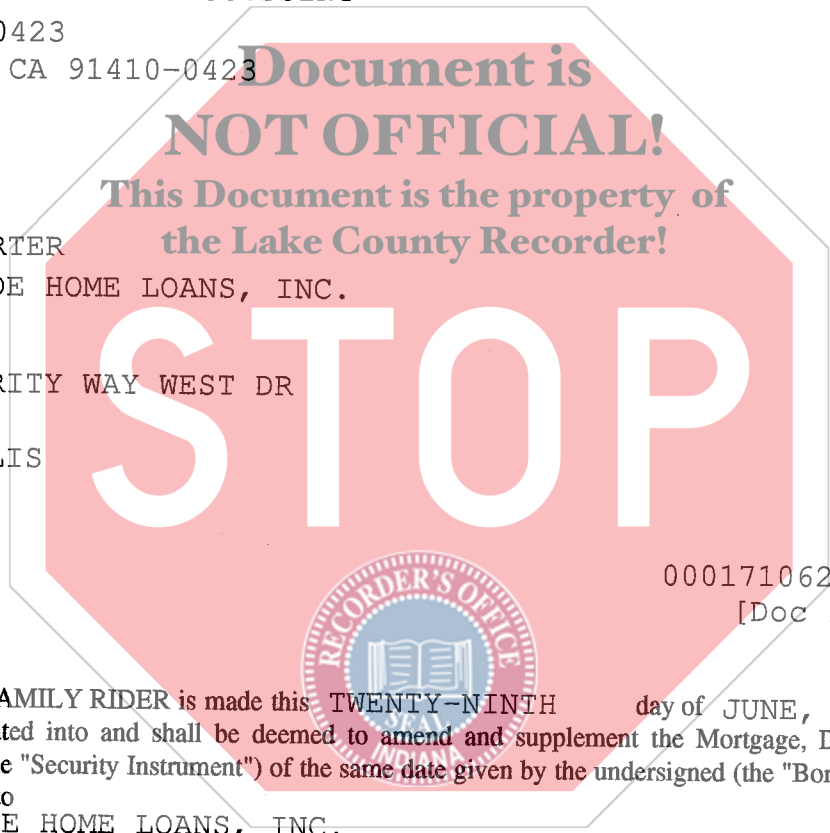 0423
CA 91410-0423
Document is
NOT OFFICIAL!
This Document is the property of
the Lake County Recorder!
RTER
DE HOME LOANS, INC.
STOP
RITY WAY WEST DR
LIS
000171062
[Doc
RECORDER'S OFFICE
SEAL
INDIANA
AMILY RIDER is made this TWENTY-NINTH day of JUNE,
ted into and shall be deemed to amend and supplement the Mortgage, D
e "Security Instrument") of the same date given by the undersigned (the "Bor
to
E HOME LOANS, INC.